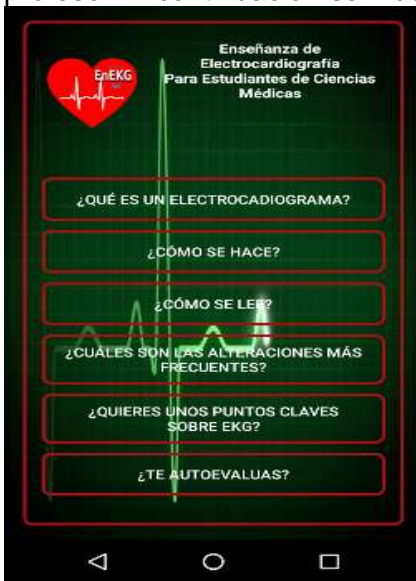 EnEKG
Enseñanza de
Electrocardiografía
Para Estudiantes de Ciencias
Médicas
¿QUÉ ES UN ELECTROCADIOGRAMA?
¿CÓMO SE HACE?
¿CÓMO SE LEE?
¿CUÁLES SON LAS ALTERACIONES MÁS
FRECUENTES?
¿QUIERES UNOS PUNTOS CLAVES
SOBRE EKG?
¿TE AUTOEVALUAS?